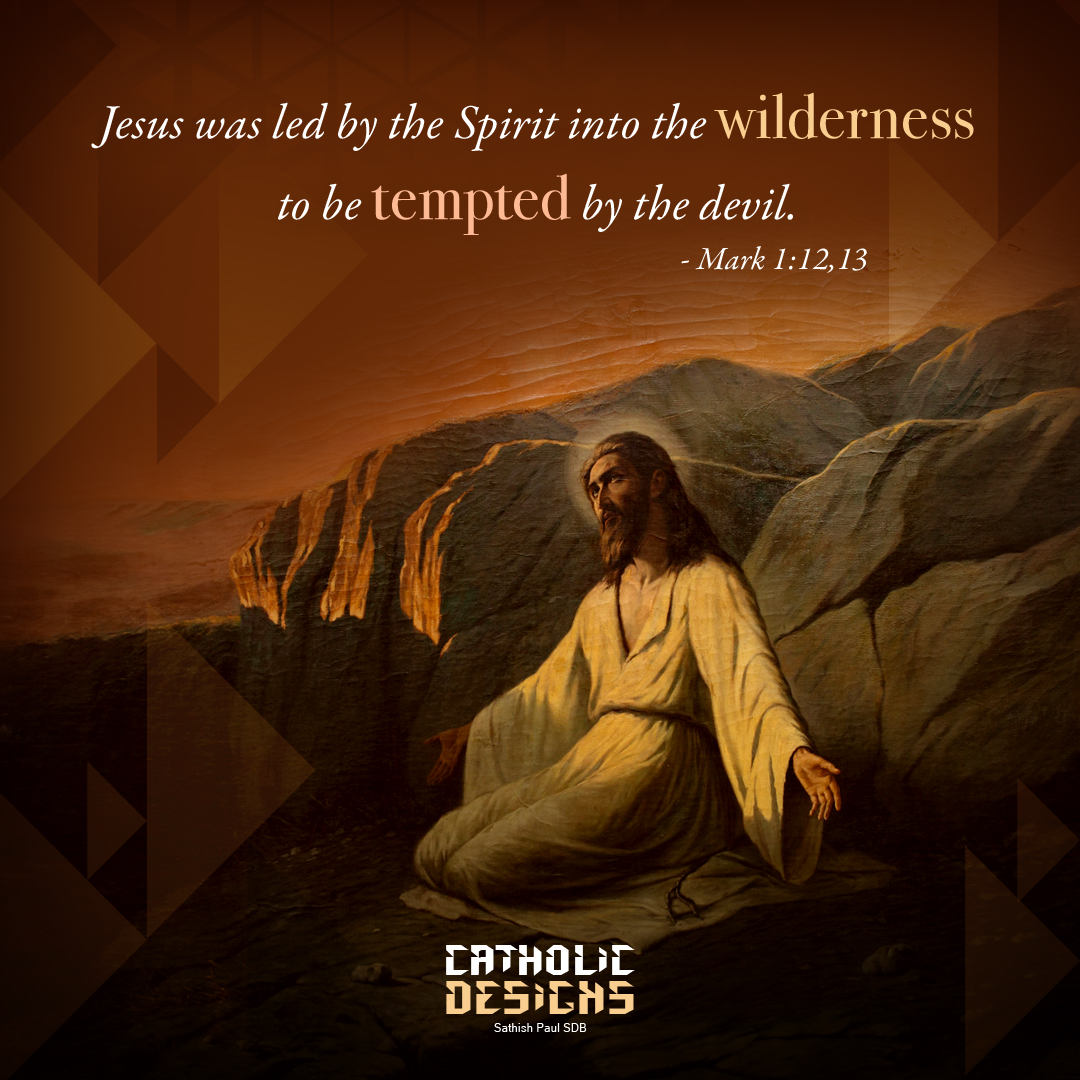 Jesus was led by the Spirit into the wilderness
to be tempted by the devil.
- Mark 1:12,13
CATHOLIC
DESIGNS
Sathish Paul SDB